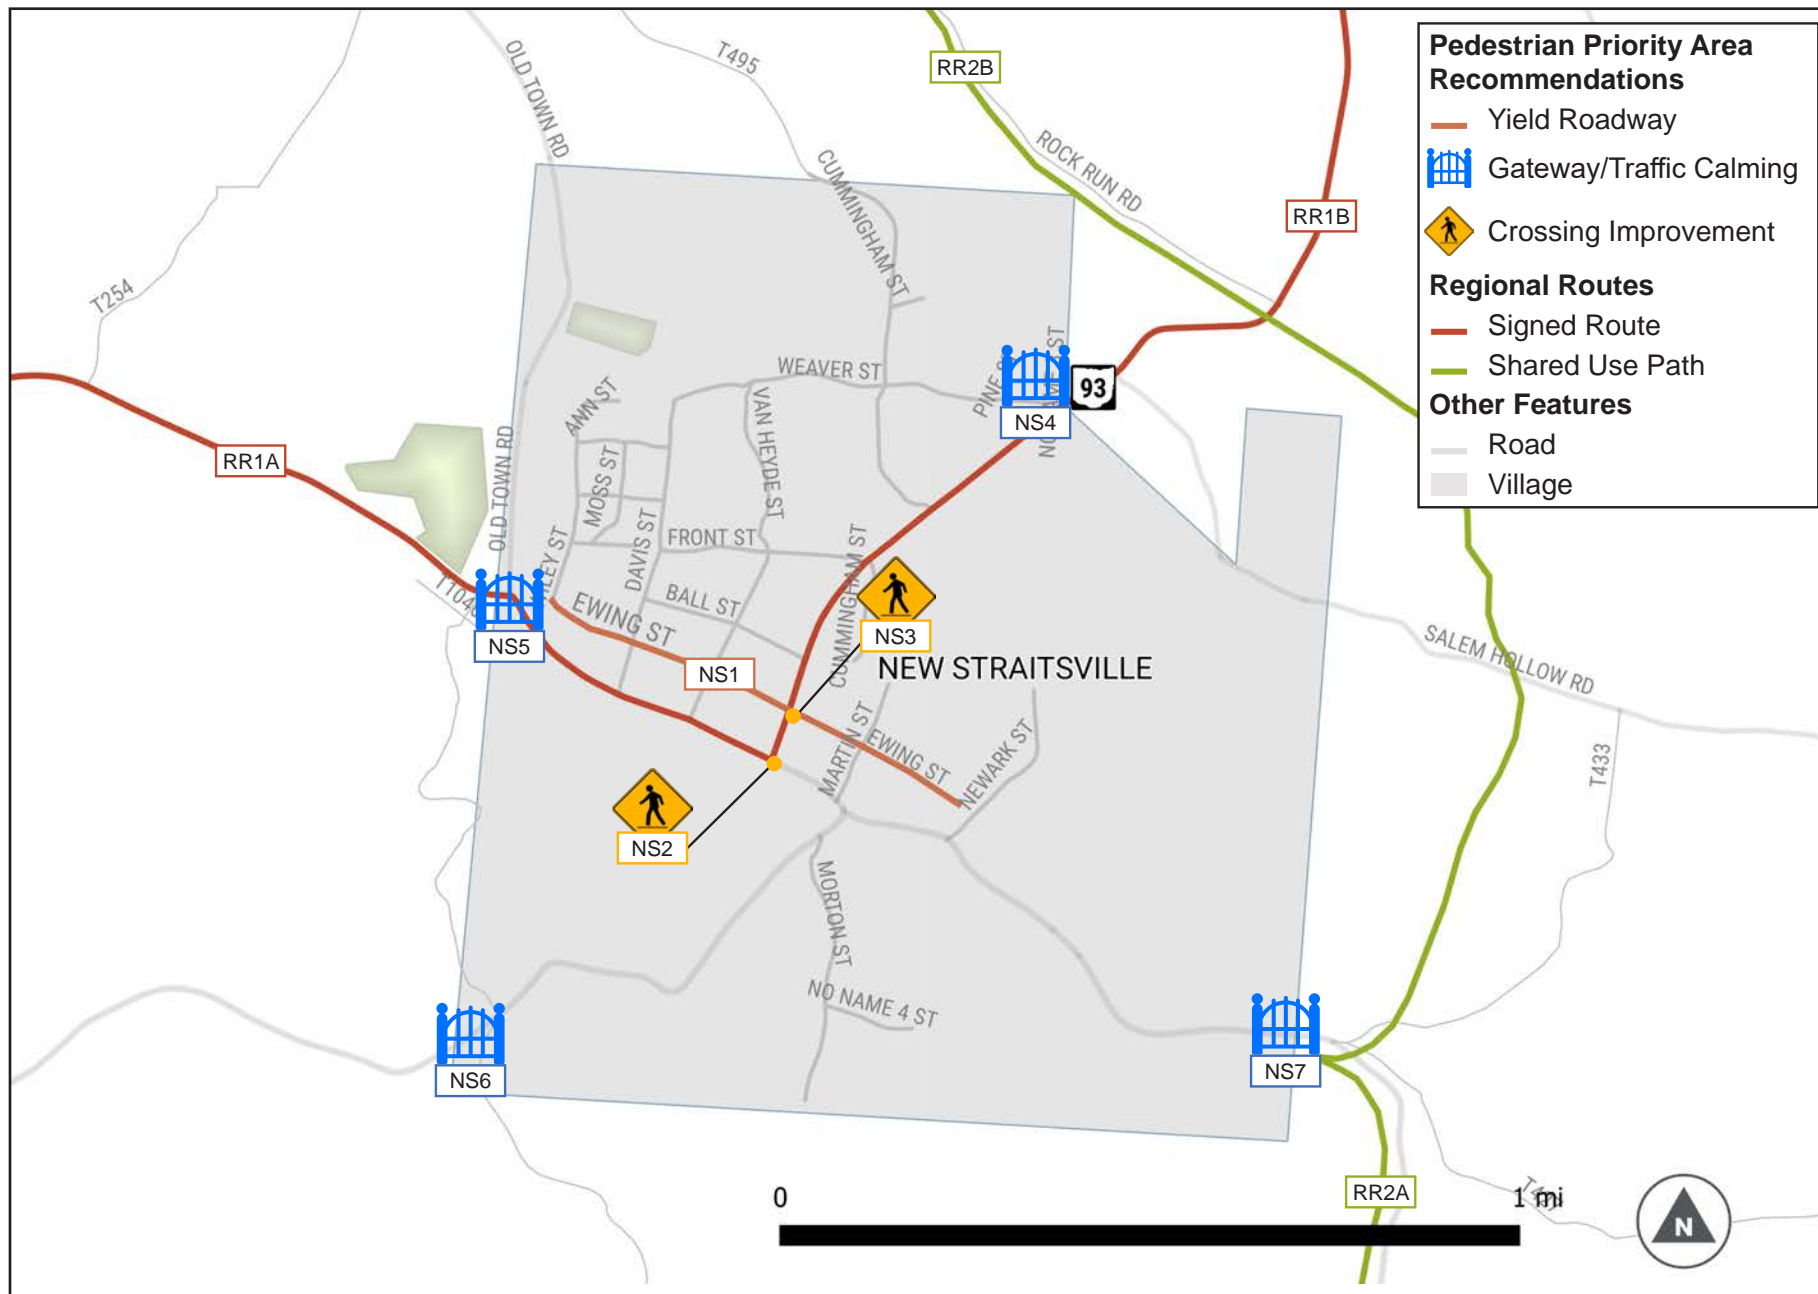 Pedestrian Priority Area
Recommendations
Yield Roadway
Gateway/Traffic Calming
Crossing Improvement
Regional Routes
Signed Route
Shared Use Path
Other Features
Road
Village
OLD TOWN RD
T495
RR2B
ROCK RUN RD
RR1B
CUMMINGHAM ST
T254
WEAVER ST
93
NS4
ANN ST
VAN HEYDE ST
RR1A
OLD TOWN RD
MOSS ST
DAVIS ST
FRONT ST
CUMMINGHAM ST
BALL ST
EWING ST
NS3
NS5
NS1
NEW STRAITSVILLE
SALEM HOLLOW RD
MARTIN ST
EWING ST
NEWARK ST
T433
NS2
MORTON ST
NO NAME 4 ST
NS6
NS7
RR2A
0
1 mi
N